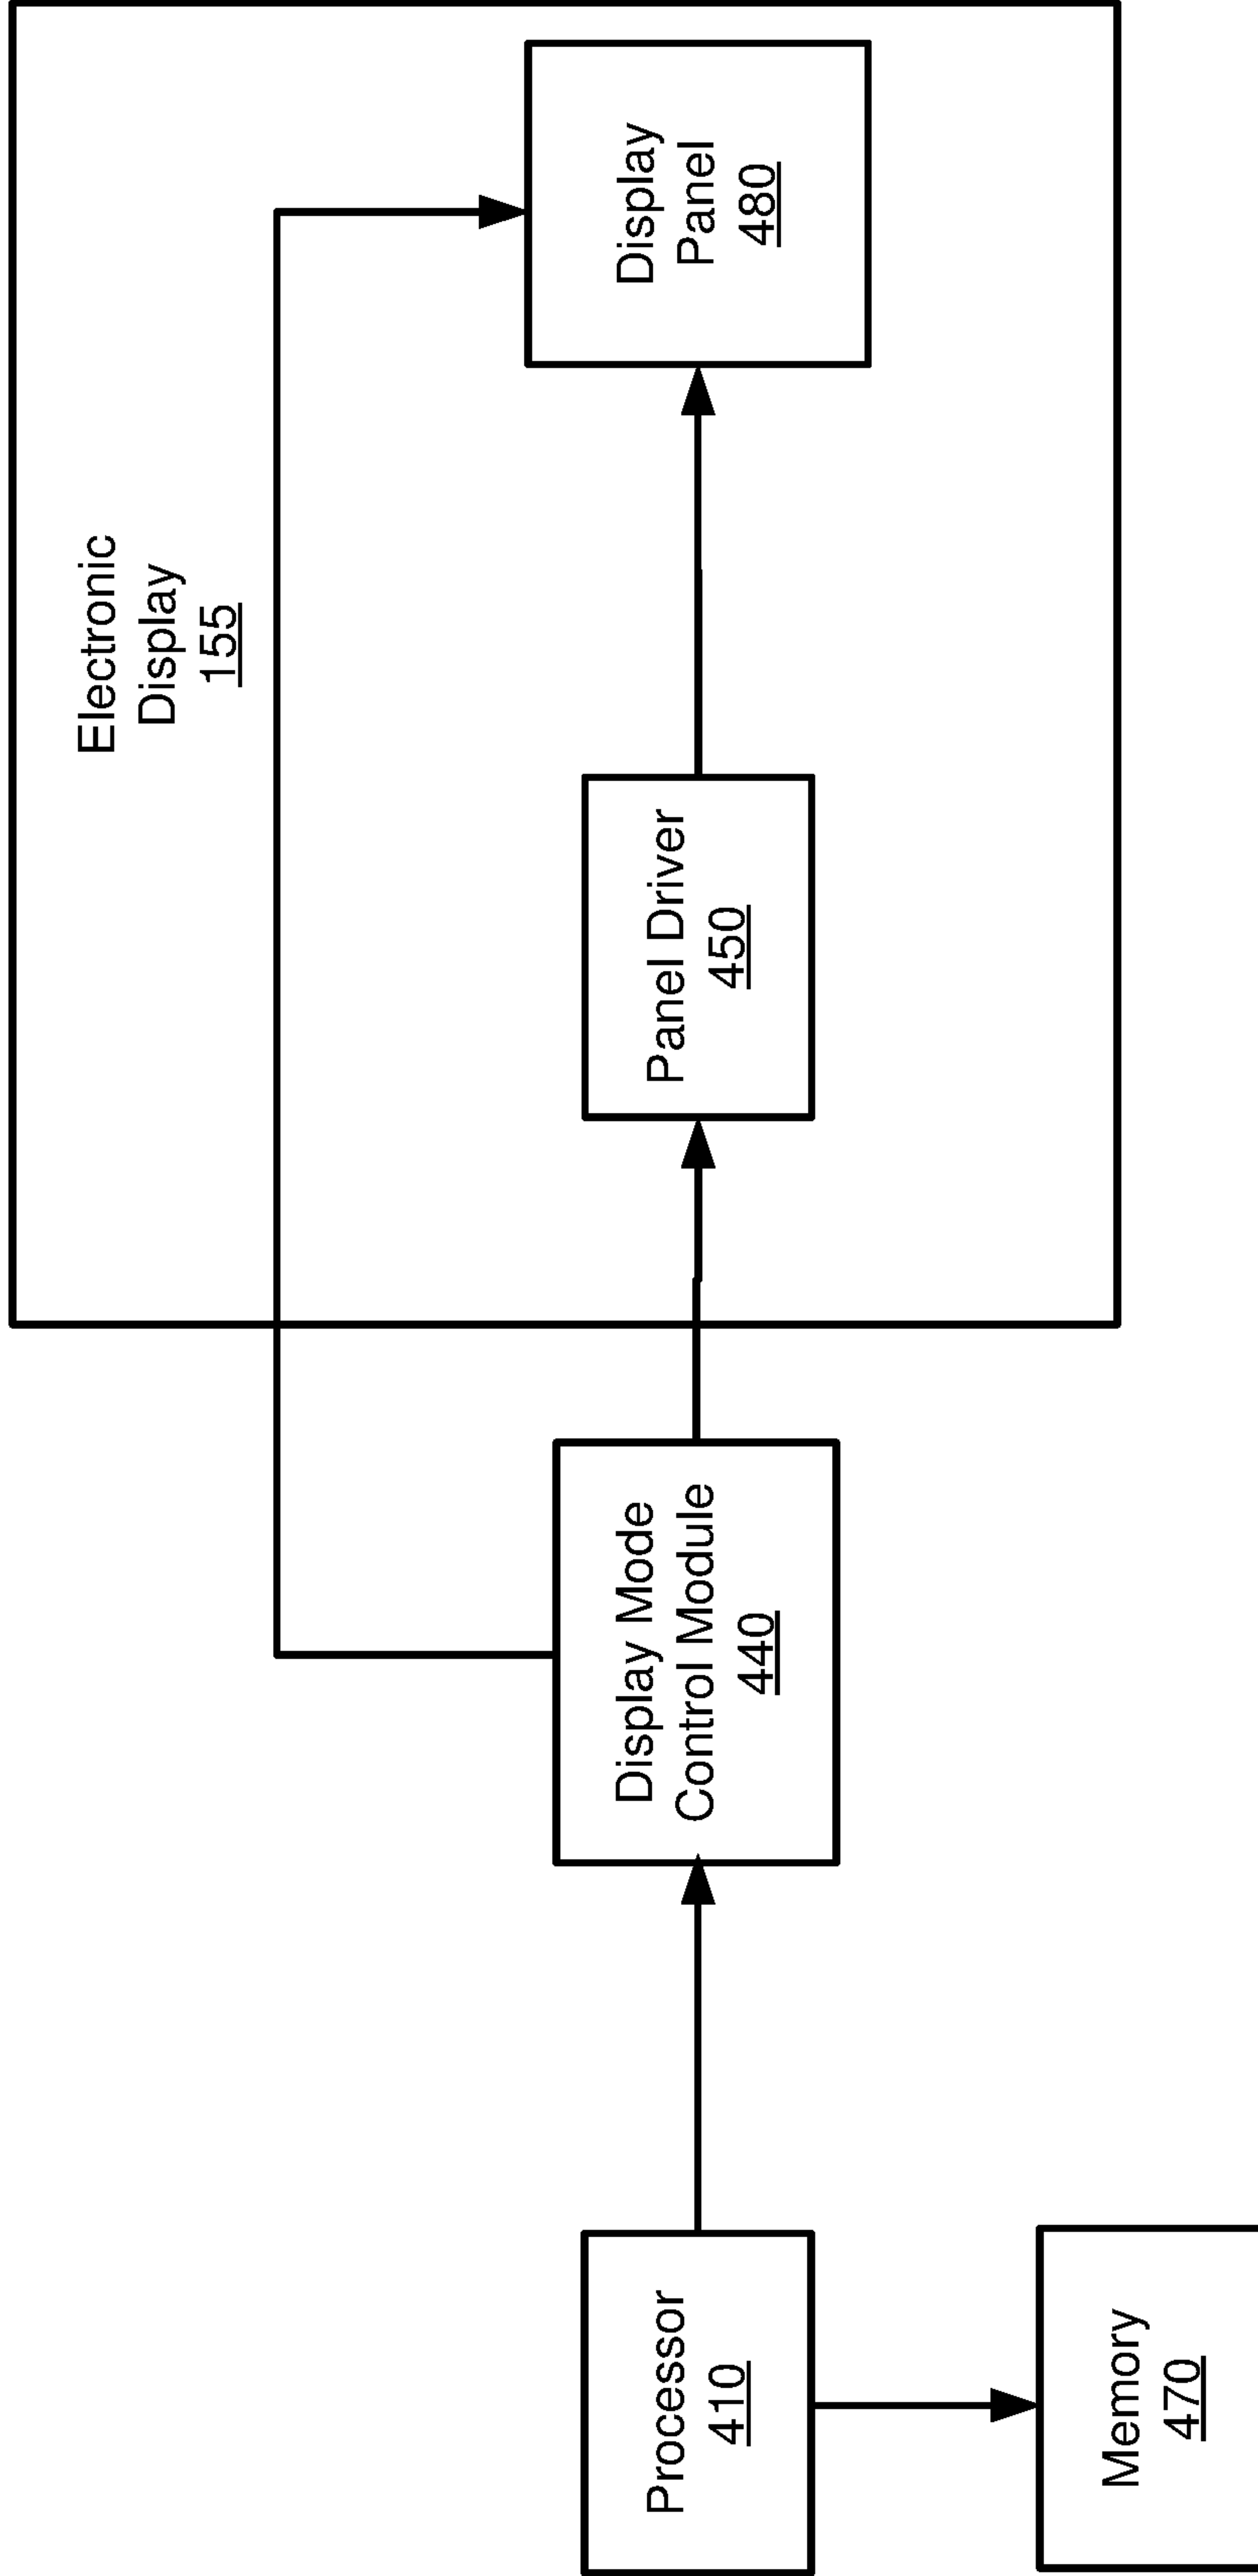 Electronic
Display
155
Processor
410
Display Mode
Control Module
440
Panel Driver
450
Display
Panel
480
Memory
470